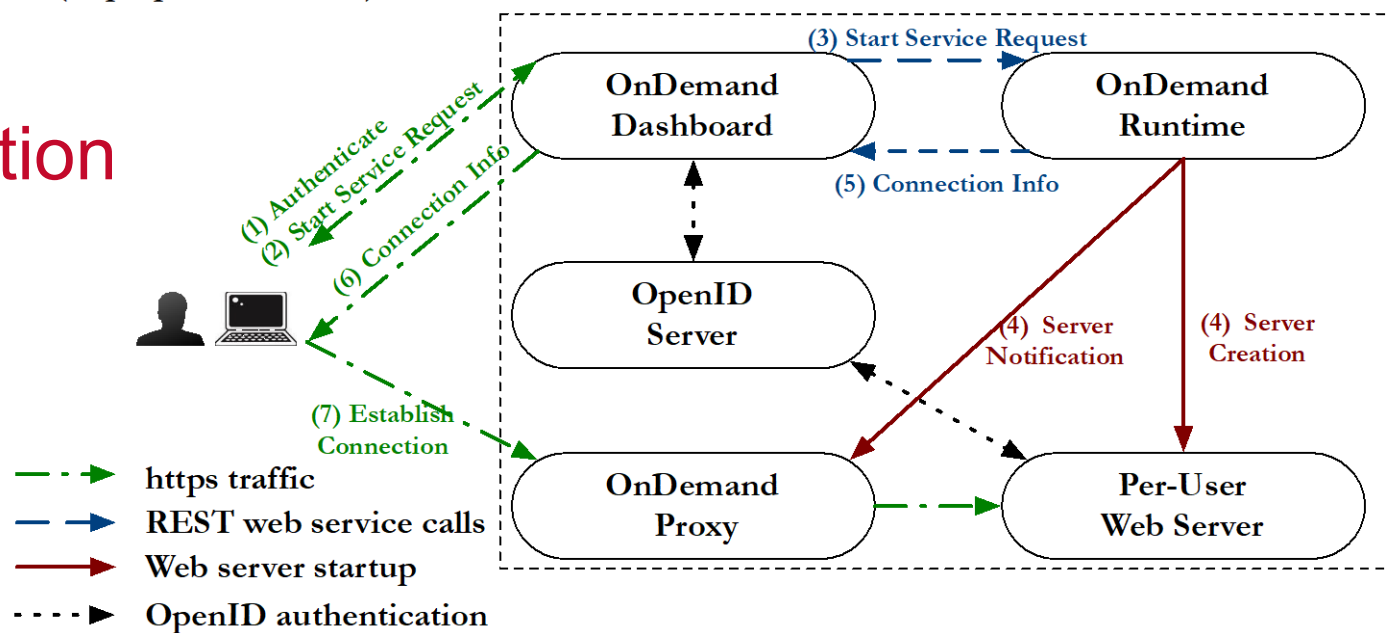 tion
(3) Start Service Request
OnDemand
Dashboard
OnDemand
Runtime
(1) Authenticate
(2) Start Service Request
(5) Connection Info
(6) Connection Info
OpenID
Server
(4) Server
Notification
(4) Server
Creation
(7) Establish
Connection
OnDemand
Proxy
Per-User
Web Server
https traffic
REST web service calls
Web server startup
OpenID authentication